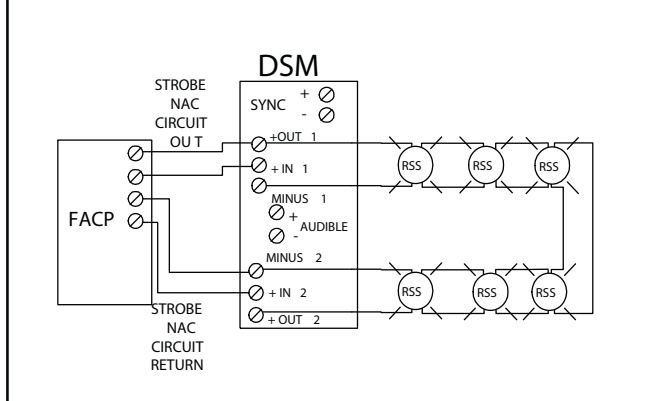 DSM
STROBE
NAC
CIRCUIT
OU T
SYNC +
-
+OUT 1
+ IN 1
MINUS 1
+
AUDIBLE
-
MINUS 2
+ IN 2
+ OUT 2
FACP
STROBE
NAC
CIRCUIT
RETURN
RSS
RSS
RSS
RSS
RSS
RSS